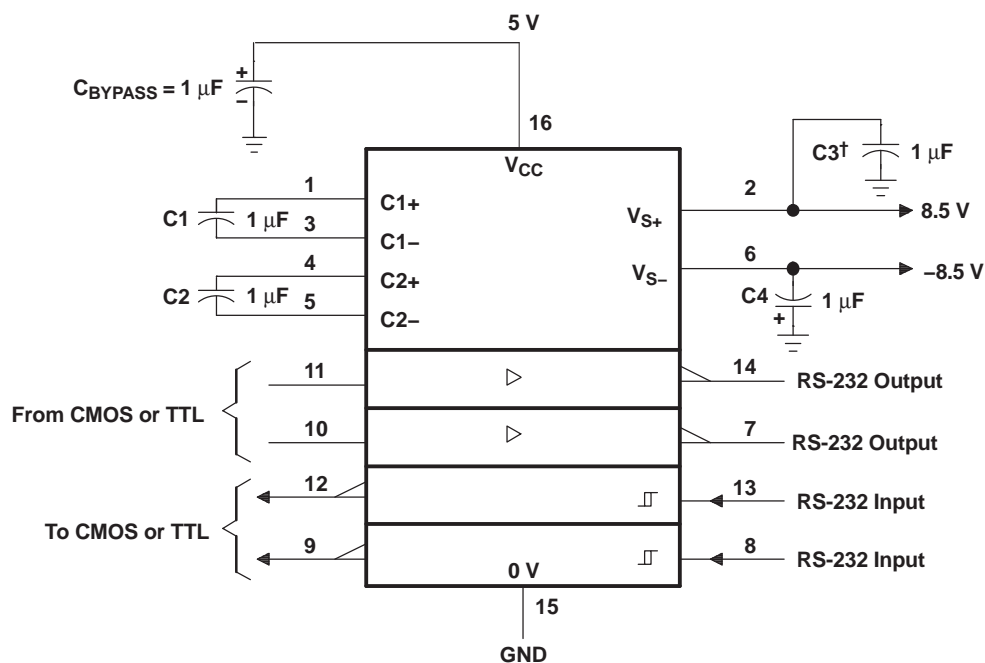 5 V
CBYPASS = 1 μF
+
−
16
VCC
C3†
1 μF
1
C1+
C1
1 μF
3
C1−
2
VS+
8.5 V
4
C2+
C2
1 μF
5
C2−
6
VS−
−8.5 V
C4
1 μF
+
11
14
RS-232 Output
From CMOS or TTL
10
7
RS-232 Output
12
13
RS-232 Input
To CMOS or TTL
9
8
RS-232 Input
0 V
15
GND